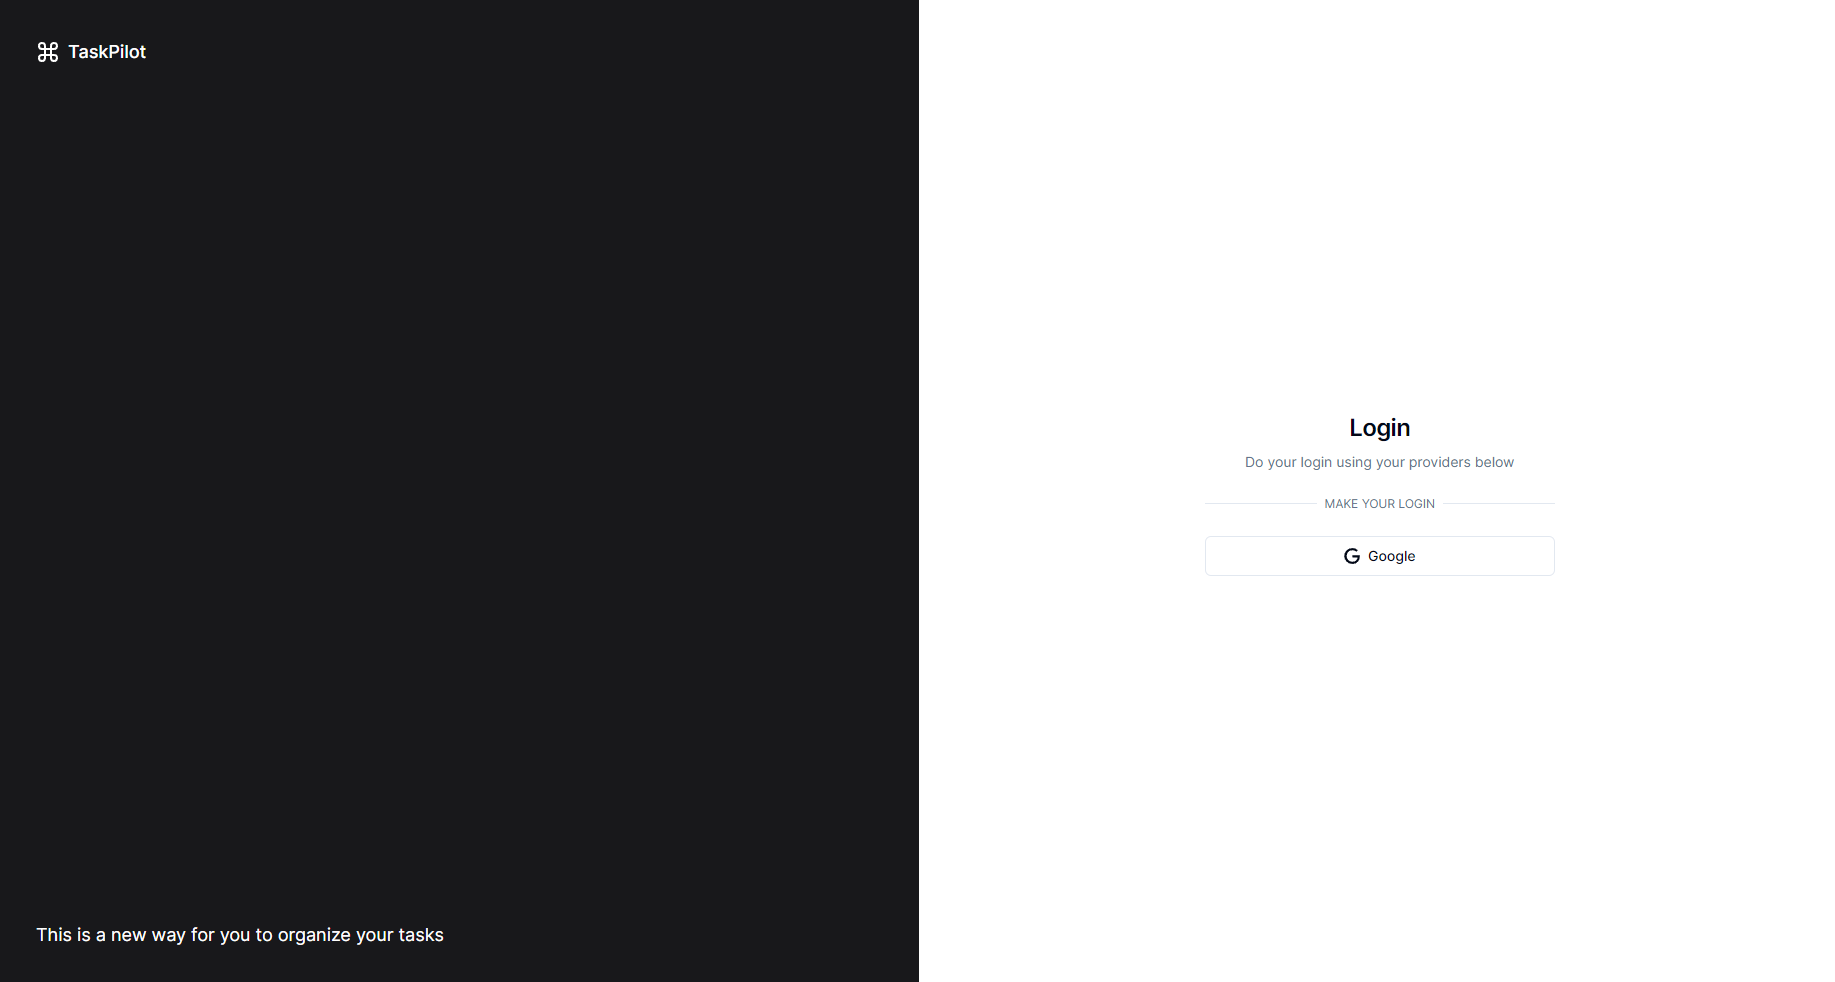 TaskPilot
This is a new way for you to organize your tasks
Login
Do your login using your providers below
MAKE YOUR LOGIN
Google